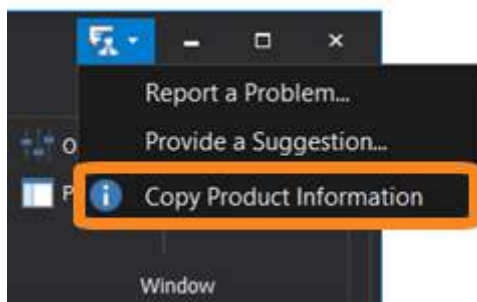 Report a Problem...
Provide a Suggestion...
O
P
Copy Product Information
Window